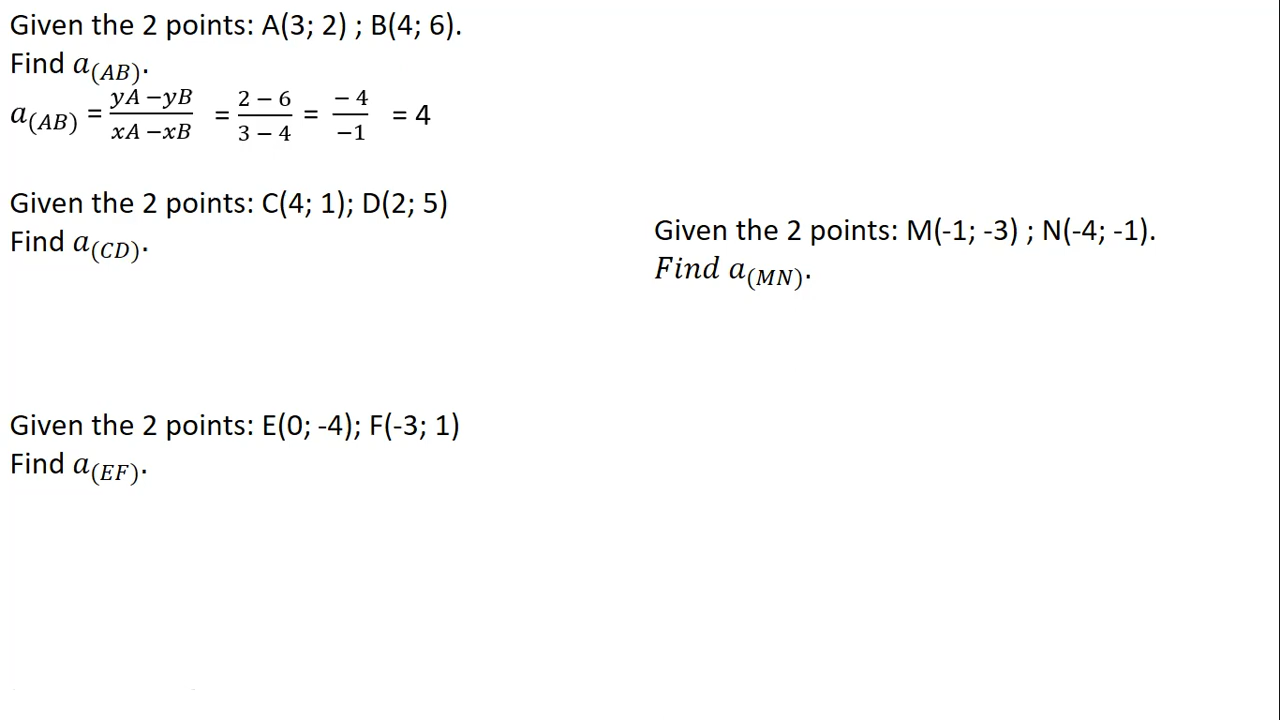 Given the 2 points: A(3; 2) ; B(4; 6).
Find a(AB).
a(AB) = yA −yB / xA −xB = 2 − 6 / 3 − 4 = − 4 / −1 = 4
Given the 2 points: C(4; 1); D(2; 5)
Find a(CD).
Given the 2 points: M(-1; -3) ; N(-4; -1).
Find a(MN).
Given the 2 points: E(0; -4); F(-3; 1)
Find a(EF).